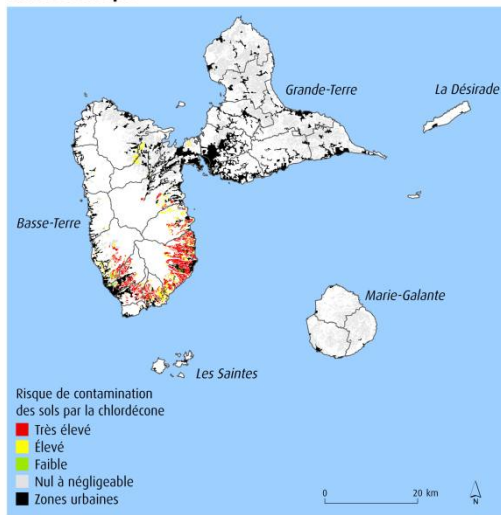 Grande-Terre
La Désirade
Basse-Terre
Marie-Galante
Les Saintes
Risque de contamination
des sols par la chlordécone
Très élevé
Élevé
Faible
Nul à négligeable
Zones urbaines
0 20 km
N